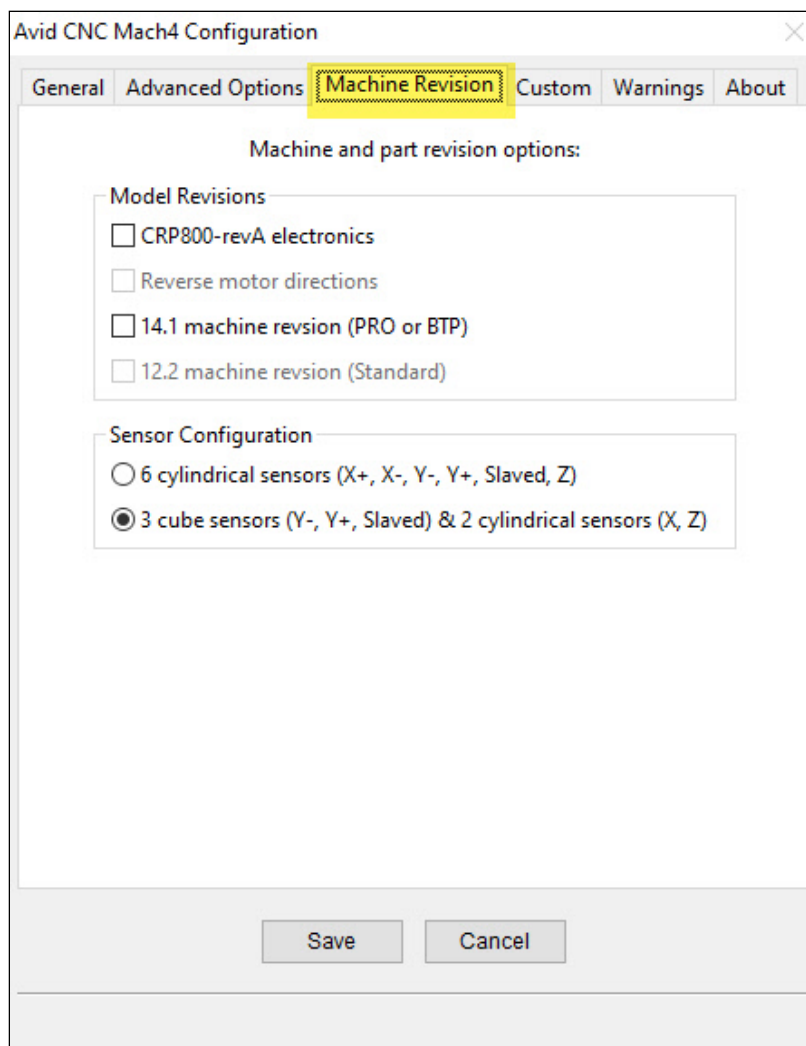 Avid CNC Mach4 Configuration
General Advanced Options Machine Revision Custom Warnings About
Machine and part revision options:
Model Revisions
CRP800-revA electronics
Reverse motor directions
14.1 machine revsion (PRO or BTP)
12.2 machine revsion (Standard)
Sensor Configuration
6 cylindrical sensors (X+, X-, Y-, Y+, Slaved, Z)
3 cube sensors (Y-, Y+, Slaved) & 2 cylindrical sensors (X, Z)
Save Cancel